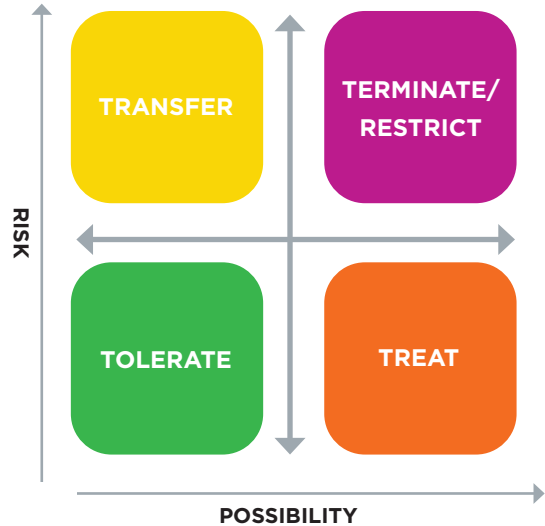 TRANSFER
TERMINATE/
RESTRICT
RISK
TOLERATE
TREAT
POSSIBILITY